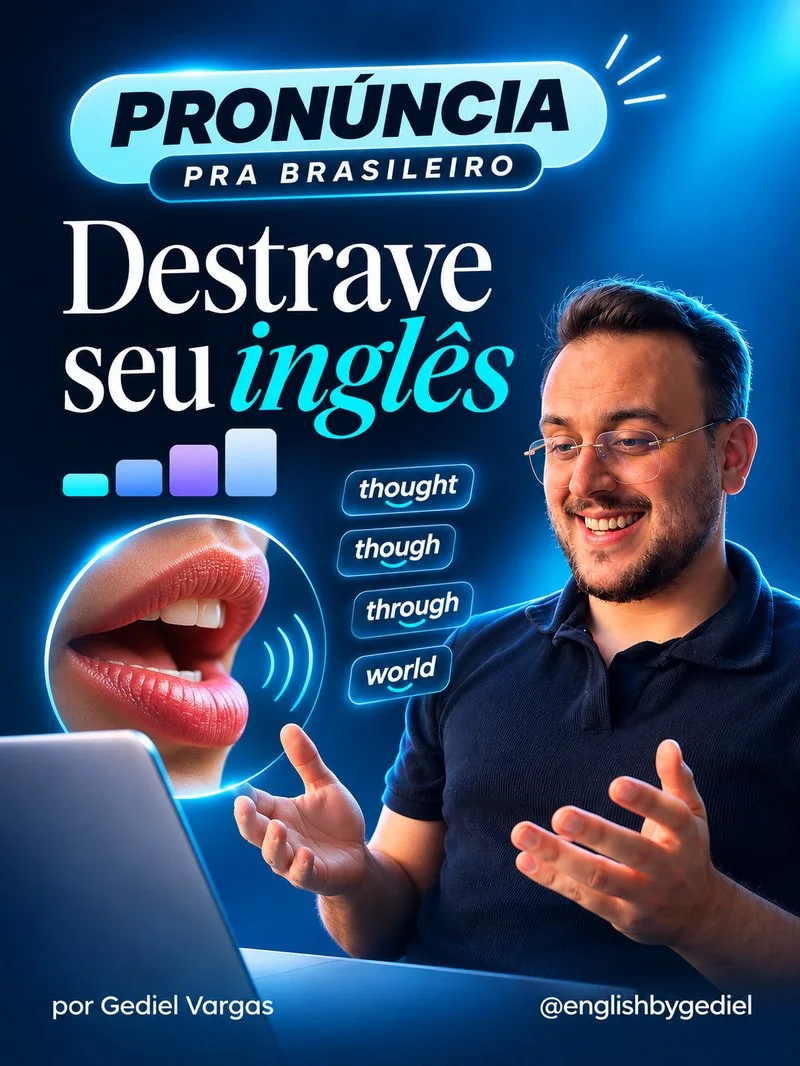 PRONÚNCIA
PRA BRASILEIRO
Destrave
seu inglês
thought
though
through
world
por Gediel Vargas
@englishbygediel